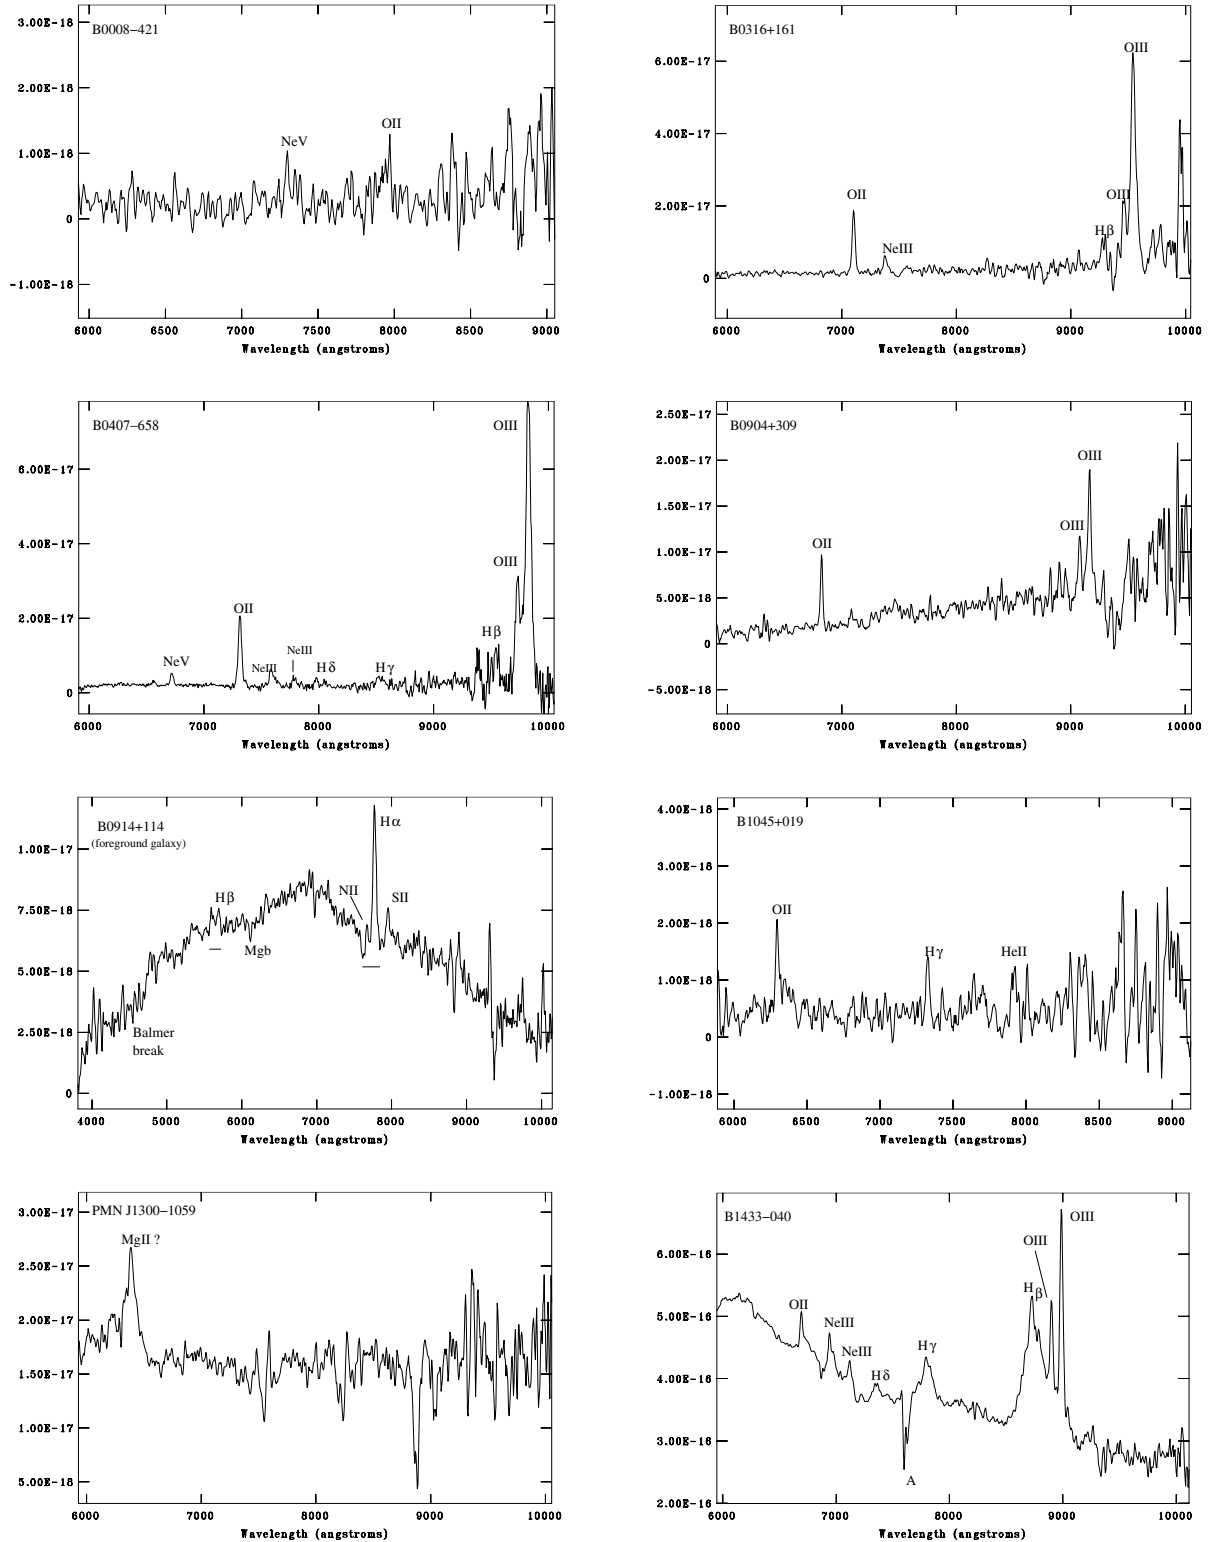 B0008−421
3.00E-18
2.00E-18
1.00E-18
0
-1.00E-18
NeV
OII
6000 6500 7000 7500 8000 8500 9000
Wavelength (angstroms)
B0316+161
6.00E-17
4.00E-17
2.00E-17
0
OII
NeIII
Hβ
OIII
OIII
6000 7000 8000 9000 10000
Wavelength (angstroms)
B0407−658
6.00E-17
4.00E-17
2.00E-17
0
NeV
OII
NeIII
NeIII
Hδ
Hγ
Hβ
OIII
OIII
6000 7000 8000 9000 10000
Wavelength (angstroms)
B0904+309
2.50E-17
2.00E-17
1.50E-17
1.00E-17
5.00E-18
0
-5.00E-18
OII
OIII
OIII
6000 7000 8000 9000 10000
Wavelength (angstroms)
B0914+114
(foreground galaxy)
1.00E-17
7.50E-18
5.00E-18
2.50E-18
0
Balmer
break
Hβ
Mgb
NII
Hα
SII
4000 5000 6000 7000 8000 9000 10000
Wavelength (angstroms)
B1045+019
4.00E-18
3.00E-18
2.00E-18
1.00E-18
0
-1.00E-18
OII
Hγ
HeII
6000 6500 7000 7500 8000 8500 9000
Wavelength (angstroms)
PMN J1300−1059
3.00E-17
2.50E-17
2.00E-17
1.50E-17
1.00E-17
5.00E-18
MgII ?
6000 7000 8000 9000 10000
Wavelength (angstroms)
B1433−040
6.00E-16
5.00E-16
4.00E-16
3.00E-16
2.00E-16
OII
NeIII
NeIII
Hδ
A
Hγ
Hβ
OIII
OIII
6000 7000 8000 9000 10000
Wavelength (angstroms)